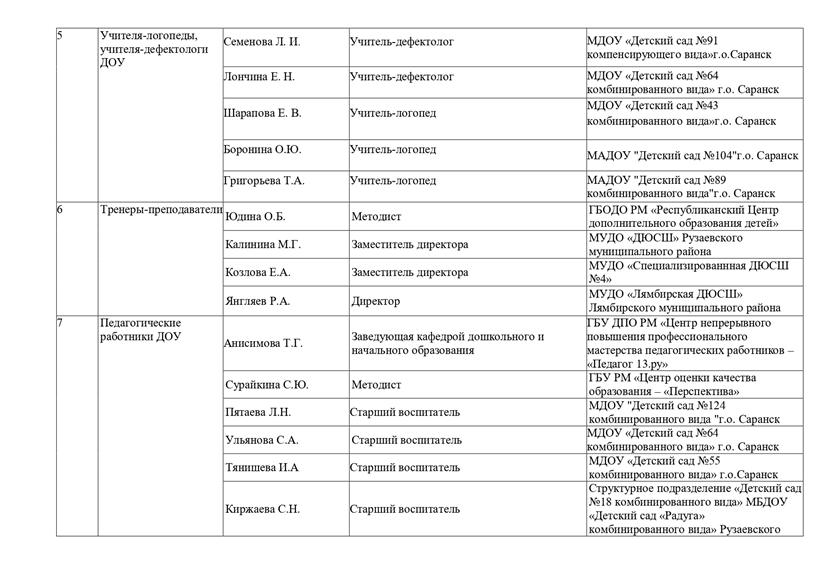 5
Учителя-логопеды,
учителя-дефектологи
ДОУ
Семенова Л. И.
Учитель-дефектолог
МДОУ «Детский сад №91
компенсирующего вида»г.о.Саранск
Лончина Е. Н.
Учитель-дефектолог
МДОУ «Детский сад №64
комбинированного вида» г.о. Саранск
Шарапова Е. В.
Учитель-логопед
МДОУ «Детский сад №43
комбинированного вида»г.о. Саранск
Боронина О.Ю.
Учитель-логопед
МАДОУ "Детский сад №104"г.о. Саранск
Григорьева Т.А.
Учитель-логопед
МАДОУ "Детский сад №89
комбинированного вида"г.о. Саранск
6
Тренеры-преподаватели
Юдина О.Б.
Методист
ГБОДО РМ «Республиканский Центр
дополнительного образования детей»
Калинина М.Г.
Заместитель директора
МУДО «ДЮСШ» Рузаевского
муниципального района
Козлова Е.А.
Заместитель директора
МУДО «Специализированнная ДЮСШ
№4»
Янгляев Р.А.
Директор
МУДО «Лямбирская ДЮСШ»
Лямбирского муниципального района
7
Педагогические
работники ДОУ
Анисимова Т.Г.
Заведующая кафедрой дошкольного и
начального образования
ГБУ ДПО РМ «Центр непрерывного
повышения профессионального
мастерства педагогических работников –
«Педагог 13.ру»
Сурайкина С.Ю.
Методист
ГБУ РМ «Центр оценки качества
образования – «Перспектива»
Пятаева Л.Н.
Старший воспитатель
МДОУ "Детский сад №124
комбинированного вида "г.о. Саранск
Ульянова С.А.
Старший воспитатель
МДОУ «Детский сад №64
комбинированного вида» г.о. Саранск
Тянишева И.А
Старший воспитатель
МДОУ «Детский сад №55
комбинированного вида» г.о.Саранск
Киржаева С.Н.
Старший воспитатель
Структурное подразделение «Детский сад
№18 комбинированного вида» МБДОУ
«Детский сад «Радуга»
комбинированного вида» Рузаевского